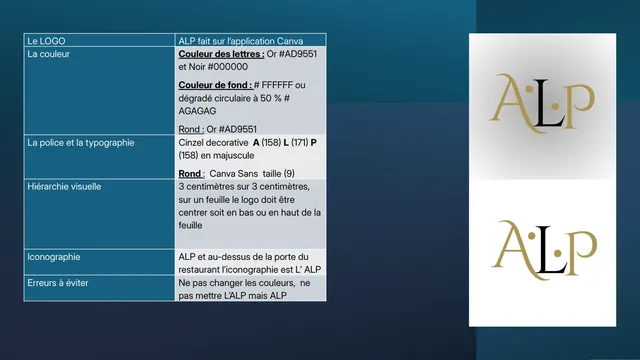 Le LOGO
ALP fait sur l'application Canva
La couleur
Couleur des lettres : Or #AD9551
et Noir #000000
Couleur de fond : # FFFFFF ou
dégradé circulaire à 50 % #
AGAGAG
Rond : Or #AD9551
La police et la typographie
Cinzel decorative A (158) L (171) P
(158) en majuscule
Rond : Canva Sans taille (9)
Hiérarchie visuelle
3 centimètres sur 3 centimètres,
sur un feuille le logo doit être
centrer soit en bas ou en haut de la
feuille
Iconographie
ALP et au-dessus de la porte du
restaurant l'iconographie est L' ALP
Erreurs à éviter
Ne pas changer les couleurs, ne
pas mettre L'ALP mais ALP
A.L.P
A.L.P